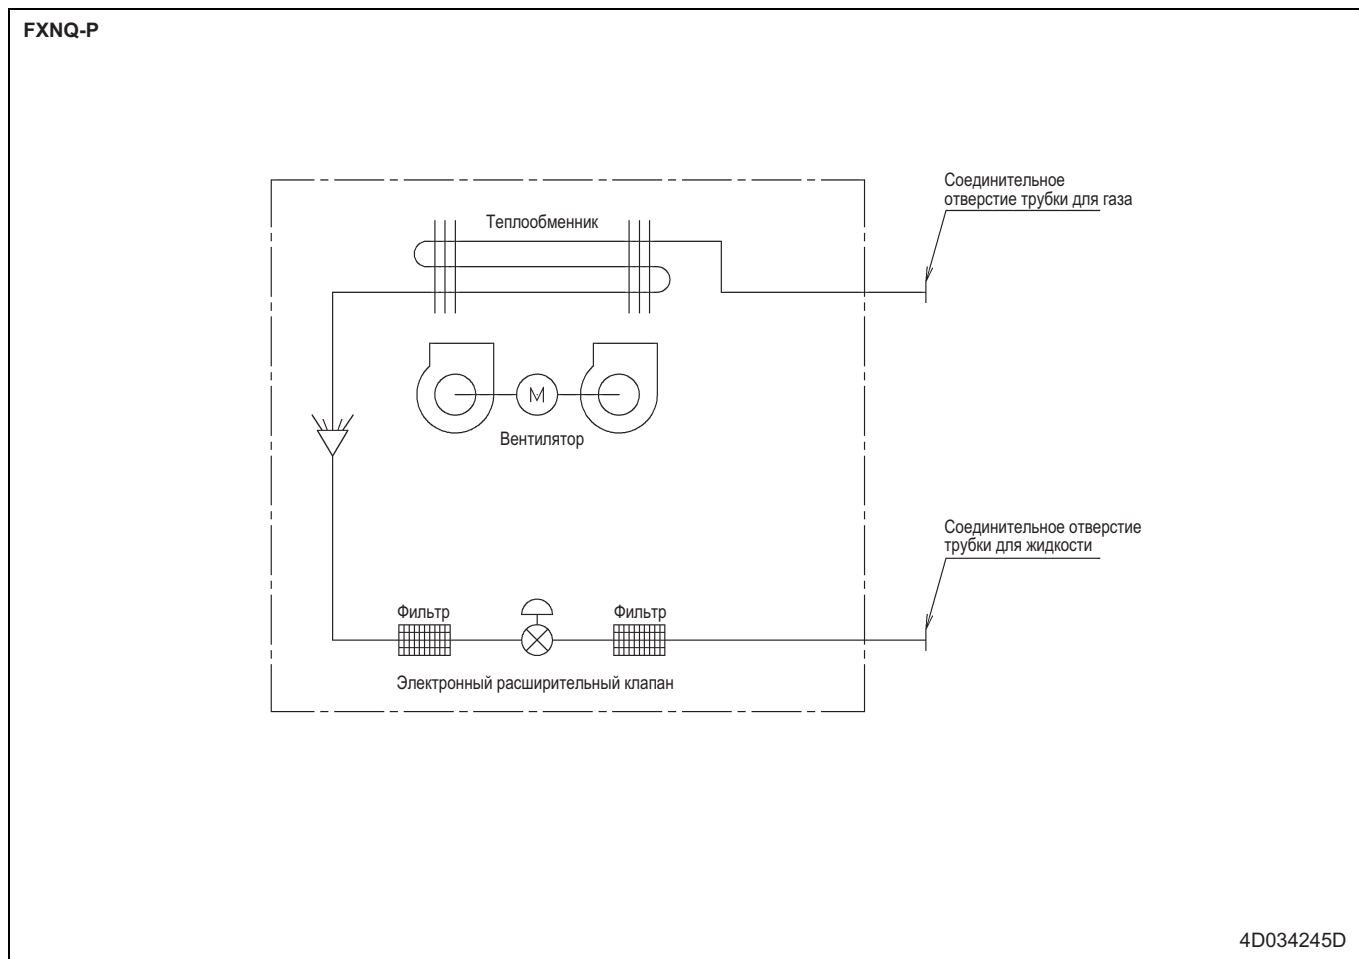 FXNQ-P
Соединительное
отверстие трубки для газа
Теплообменник
M
Вентилятор
Соединительное отверстие
трубки для жидкости
Фильтр
Фильтр
Электронный расширительный клапан
4D034245D